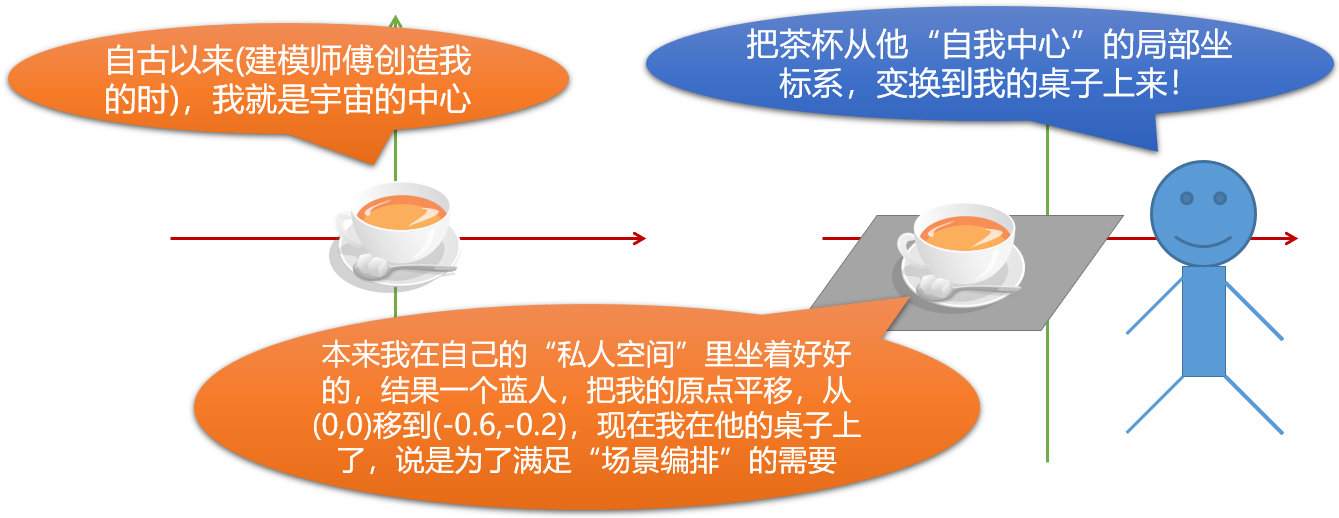 自古以来(建模师傅创造我
的时)，我就是宇宙的中心
把茶杯从他“自我中心”的局部坐
标系，变换到我的桌子上来！
本来我在自己的“私人空间”里坐着好好
的，结果一个蓝人，把我的原点平移，从
(0,0)移到(-0.6,-0.2)，现在我在他的桌子上
了，说是为了满足“场景编排”的需要